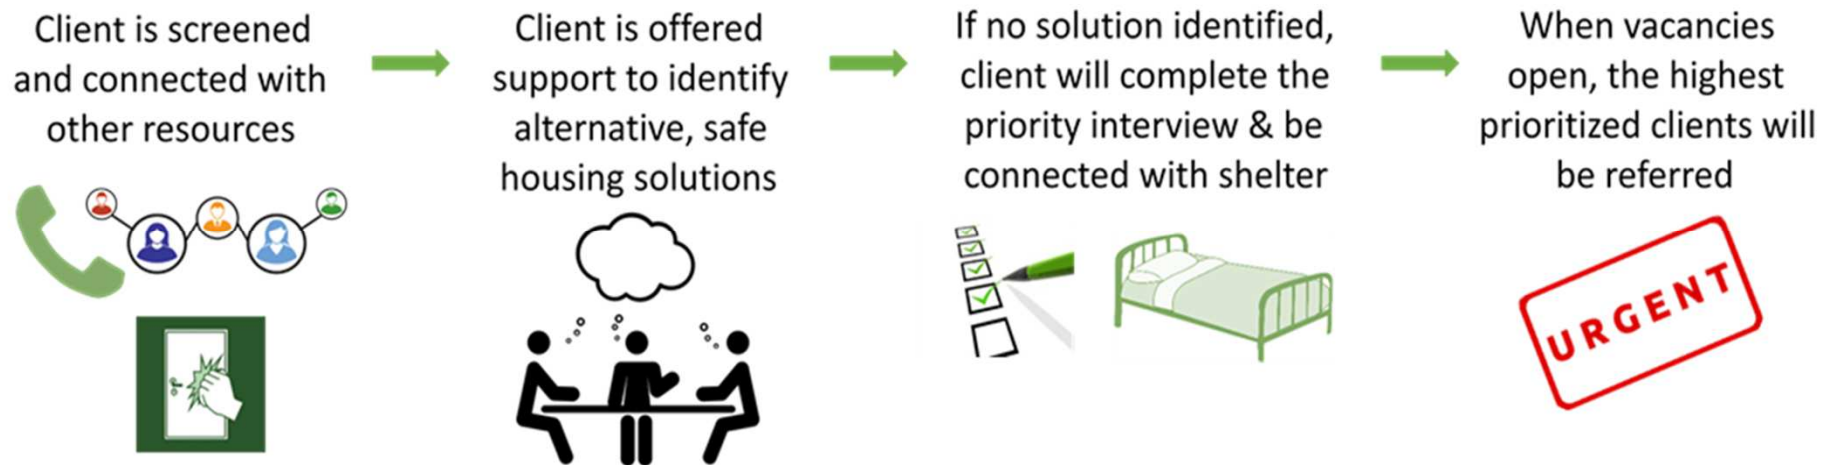 Client is screened
and connected with
other resources
Client is offered
support to identify
alternative, safe
housing solutions
If no solution identified,
client will complete the
priority interview & be
connected with shelter
When vacancies
open, the highest
prioritized clients will
be referred
URGENT